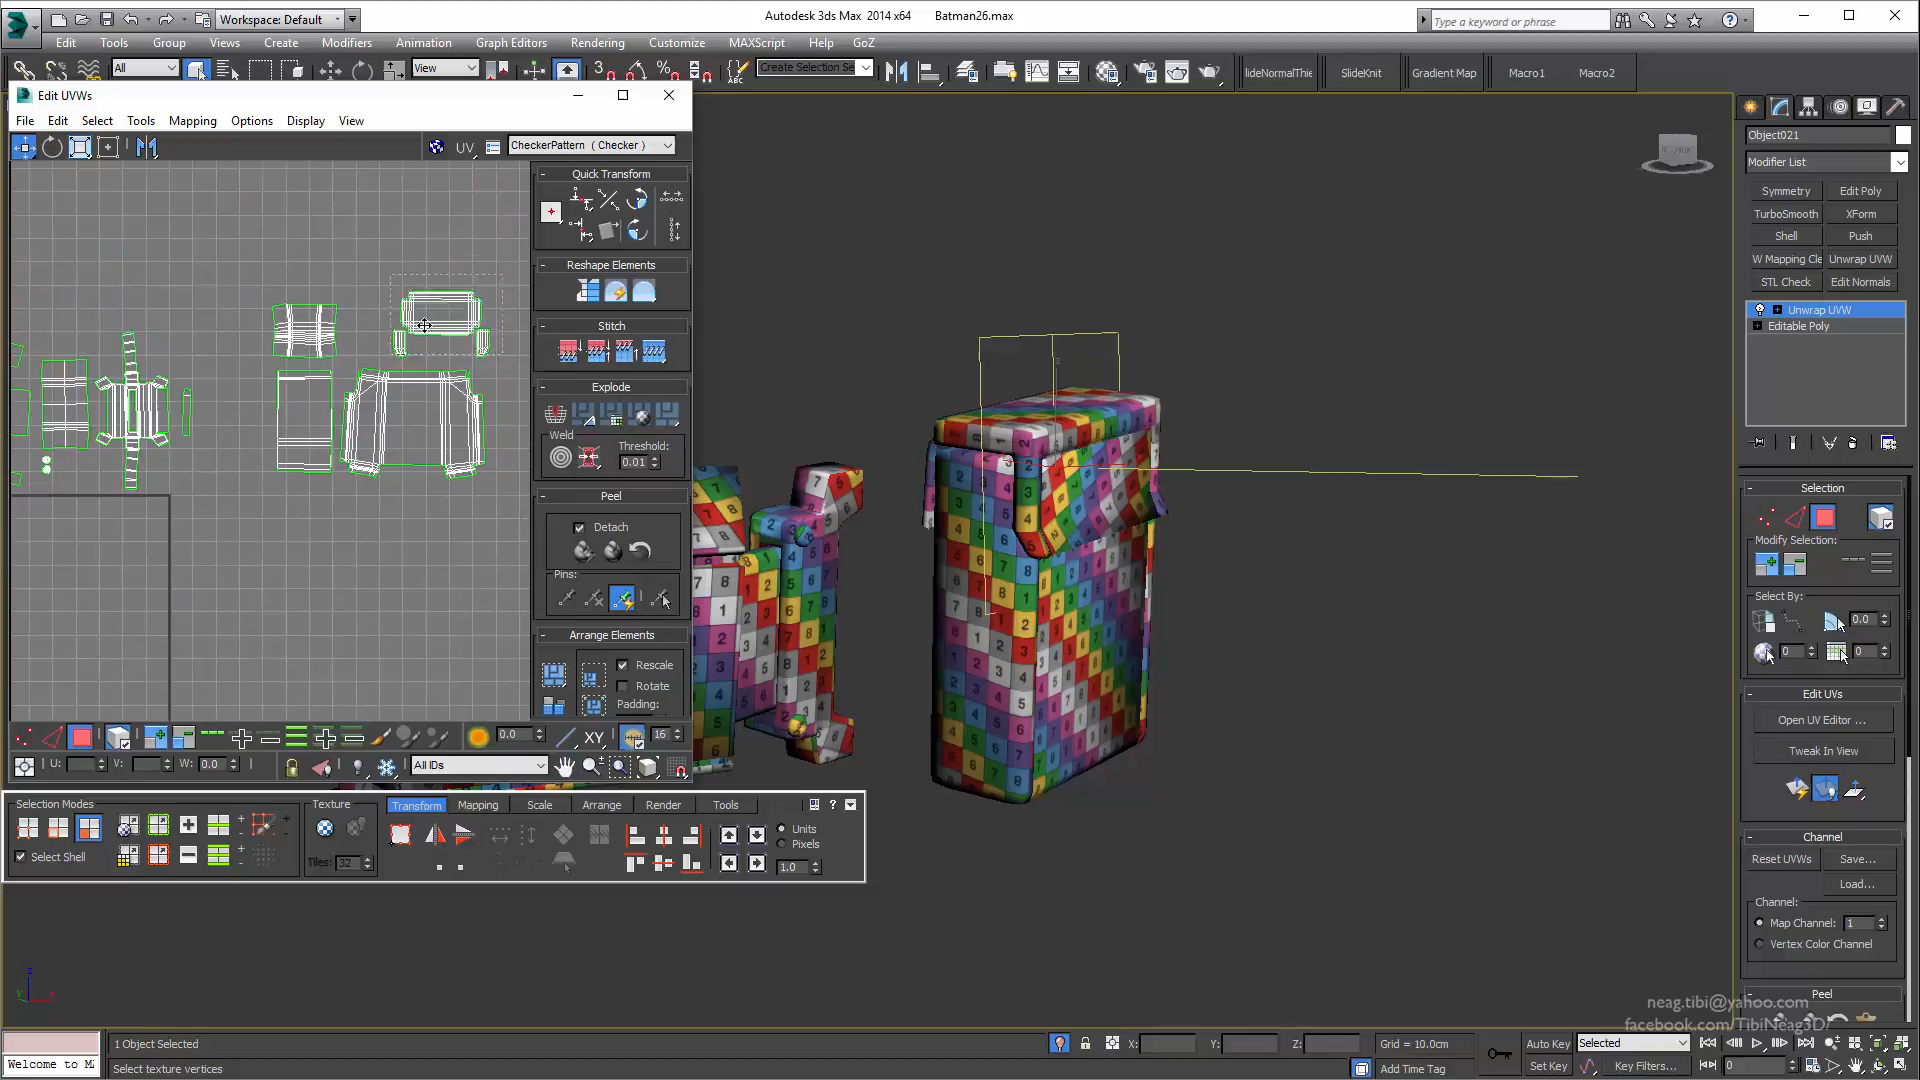 Workspace: Default
Autodesk 3ds Max 2014 x64 Batman26.max
Type a keyword or phrase
Edit Tools Group Views Create Modifiers Animation Graph Editors Rendering Customize MAXScript Help GoZ
All
View
Create Selection Se
lideNormalThie SlideKnit Gradient Map Macro1 Macro2
Edit UVWs
File Edit Select Tools Mapping Options Display View
UV
CheckerPattern ( Checker )
Quick Transform
Reshape Elements
Stitch
Explode
Weld
Threshold:
0.01
Peel
Detach
Pins:
Arrange Elements
Rescale
Rotate
Padding:
0.0
XY
16
U: V: W: 0.0
All IDs
Selection Modes
Select Shell
Texture
Tiles: 32
Transform Mapping Scale Arrange Render Tools
?
Units
Pixels
1.0
Object021
Modifier List
Symmetry Edit Poly
TurboSmooth XForm
Shell Push
W Mapping Cle Unwrap UVW
STL Check Edit Normals
Unwrap UVW
Editable Poly
Selection
Modify Selection:
Select By:
0.0
0 0
Edit UVs
Open UV Editor ...
Tweak In View
Channel
Reset UVWs Save...
Load...
Channel:
Map Channel: 1
Vertex Color Channel
Peel
neag.tibi@yahoo.com
facebook.com/TibiNeag3D/
1 Object Selected
X: Y: Z:
Grid = 10.0cm
Auto Key
Selected
Welcome to M
Select texture vertices
Add Time Tag
Set Key
Key Filters...
0